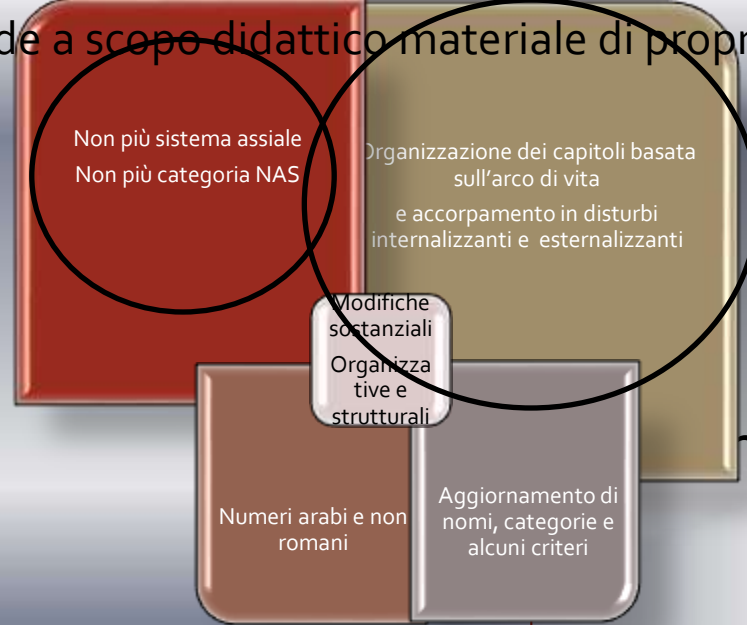 de a scopo didattico materiale di propr
Non più sistema assiale
Non più categoria NAS
Organizzazione dei capitoli basata
sull'arco di vita
e accorpamento in disturbi
internalizzanti e esternalizzanti
Modifiche
sostanziali
Organizza
tive e
strutturali
Numeri arabi e non
romani
Aggiornamento di
nomi, categorie e
alcuni criteri